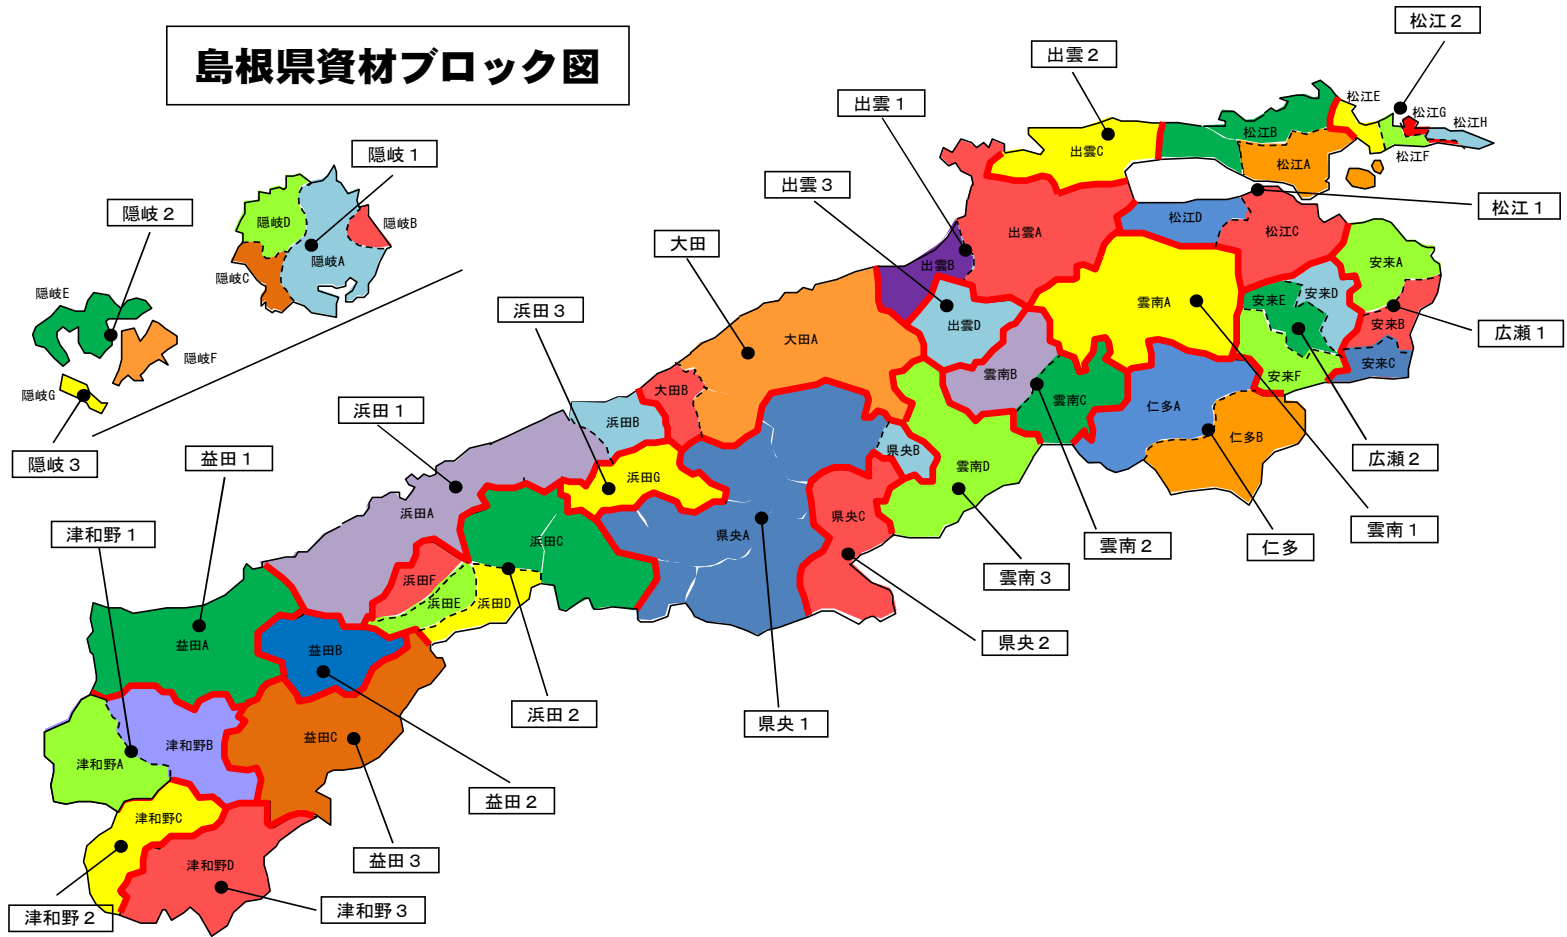 島根県資材ブロック図
松江２
出雲２
出雲１
出雲３
大田
浜田３
浜田１
益田１
津和野１
隠岐１
隠岐２
隠岐３
松江１
広瀬１
広瀬２
雲南１
仁多
雲南２
雲南３
県央２
県央１
浜田２
益田２
益田３
津和野３
津和野２
隠岐D
隠岐B
隠岐A
隠岐C
隠岐E
隠岐F
隠岐G
松江E
松江G
松江H
松江B
松江F
松江A
松江D
松江C
出雲C
出雲A
出雲B
出雲D
安来A
安来D
安来E
安来B
安来C
安来F
雲南A
雲南B
雲南C
雲南D
仁多A
仁多B
大田A
大田B
県央B
県央C
県央A
浜田B
浜田G
浜田A
浜田C
浜田F
浜田E
浜田D
益田A
益田B
益田C
津和野B
津和野A
津和野C
津和野D